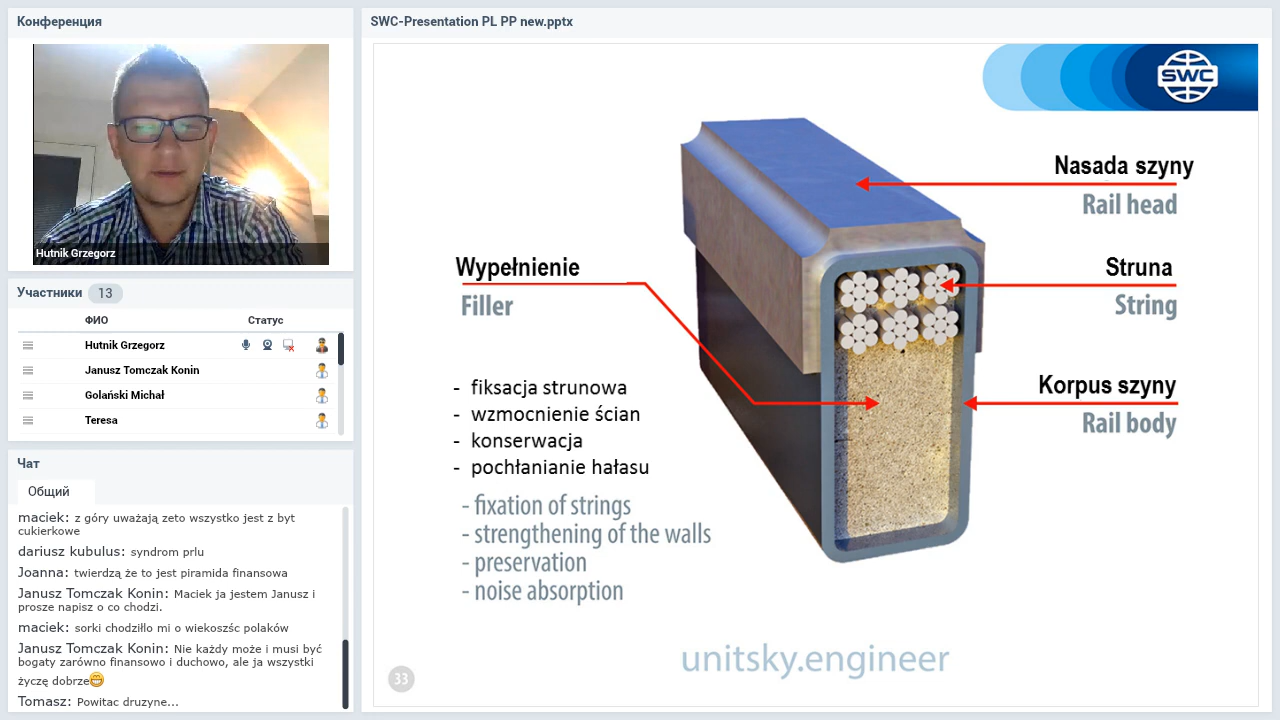 Конференция
Hutnik Grzegorz
Участники 13
ФИО Статус
Hutnik Grzegorz
Janusz Tomczak Konin
Golański Michał
Teresa
Чат
Общий
maciek: z góry uważają zeto wszystko jest z byt
cukierkowe
dariusz kubulus: syndrom prlu
Joanna: twierdzą że to jest piramida finansowa
Janusz Tomczak Konin: Maciek ja jestem Janusz i
prosze napisz o co chodzi.
maciek: sorki chodziłlo mi o wiekoszśc polaków
Janusz Tomczak Konin: Nie każdy może i musi być
bogaty zarówno finansowo i duchowo, ale ja wszystki
życzę dobrze😁
Tomasz: Powitac druzyne...
SWC-Presentation PL PP new.pptx
SWC
Nasada szyny
Rail head
Wypełnienie
Filler
Struna
String
Korpus szyny
Rail body
- fiksacja strunowa
- wzmocnienie ścian
- konserwacja
- pochłanianie hałasu
- fixation of strings
- strengthening of the walls
- preservation
- noise absorption
unitsky.engineer
33